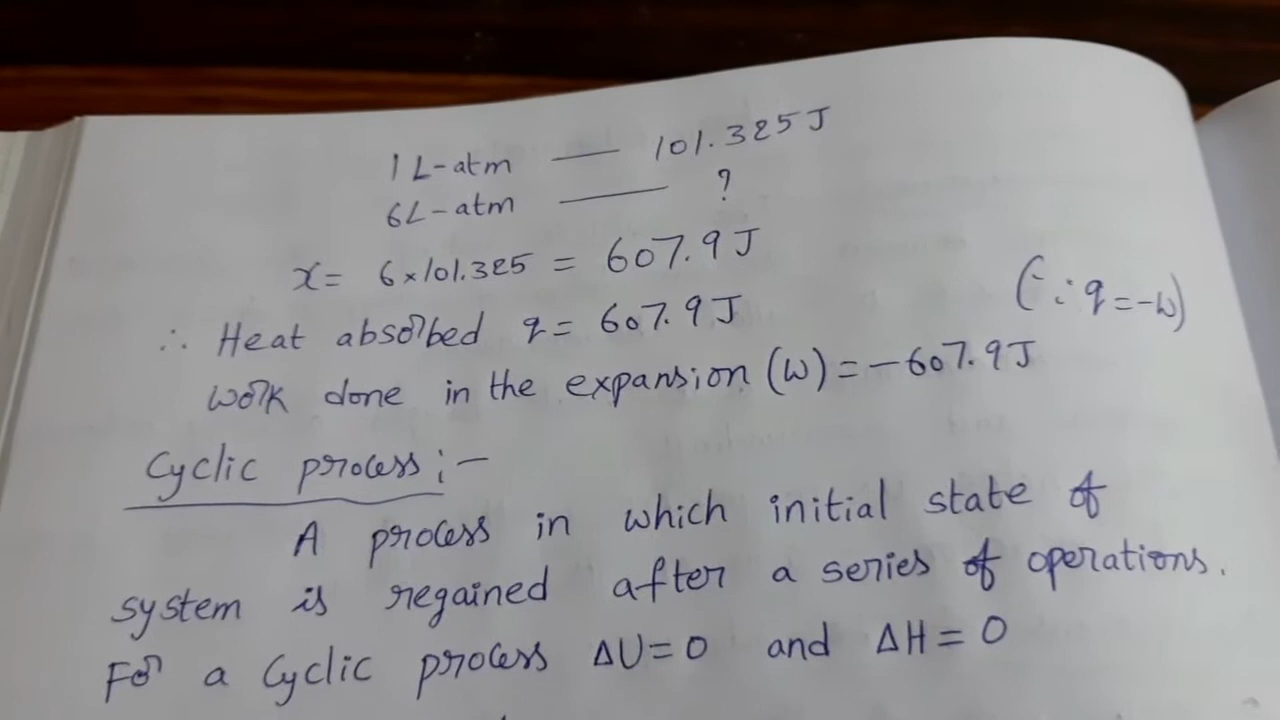 1 L-atm — 101.325 J
6L-atm — ?
x = 6×101.325 = 607.9 J
∴ Heat absorbed q = 607.9 J (∵ q = -w)
work done in the expansion (w) = -607.9 J
Cyclic process :-
A process in which initial state of
system is regained after a series of operations.
For a Cyclic process ΔU=0 and ΔH=0